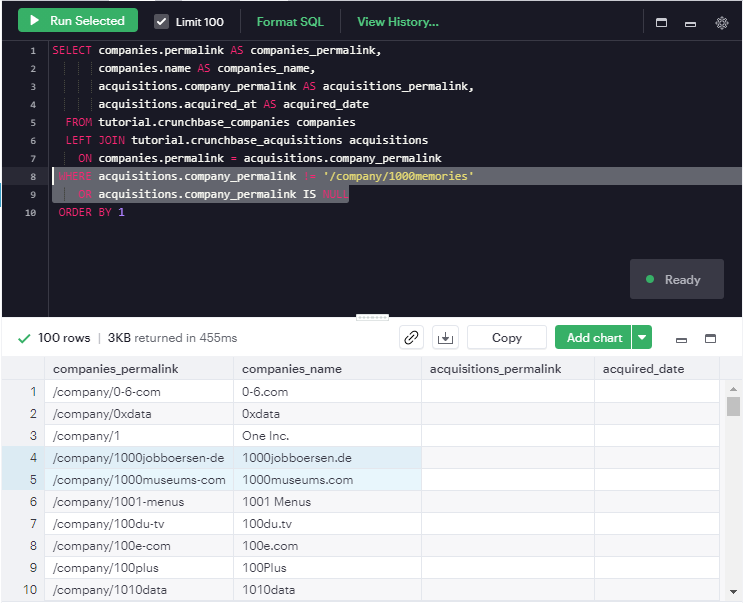 Run Selected Limit 100 Format SQL View History...
1 SELECT companies.permalink AS companies_permalink,
2 companies.name AS companies_name,
3 acquisitions.company_permalink AS acquisitions_permalink,
4 acquisitions.acquired_at AS acquired_date
5 FROM tutorial.crunchbase_companies companies
6 LEFT JOIN tutorial.crunchbase_acquisitions acquisitions
7 ON companies.permalink = acquisitions.company_permalink
8 WHERE acquisitions.company_permalink != '/company/1000memories'
9 OR acquisitions.company_permalink IS NULL
10 ORDER BY 1
Ready
100 rows | 3KB returned in 455ms Copy Add chart
companies_permalink companies_name acquisitions_permalink acquired_date
1 /company/0-6-com 0-6.com
2 /company/0xdata 0xdata
3 /company/1 One Inc.
4 /company/1000jobboersen-de 1000jobboersen.de
5 /company/1000museums-com 1000museums.com
6 /company/1001-menus 1001 Menus
7 /company/100du-tv 100du.tv
8 /company/100e-com 100e.com
9 /company/100plus 100Plus
10 /company/1010data 1010data